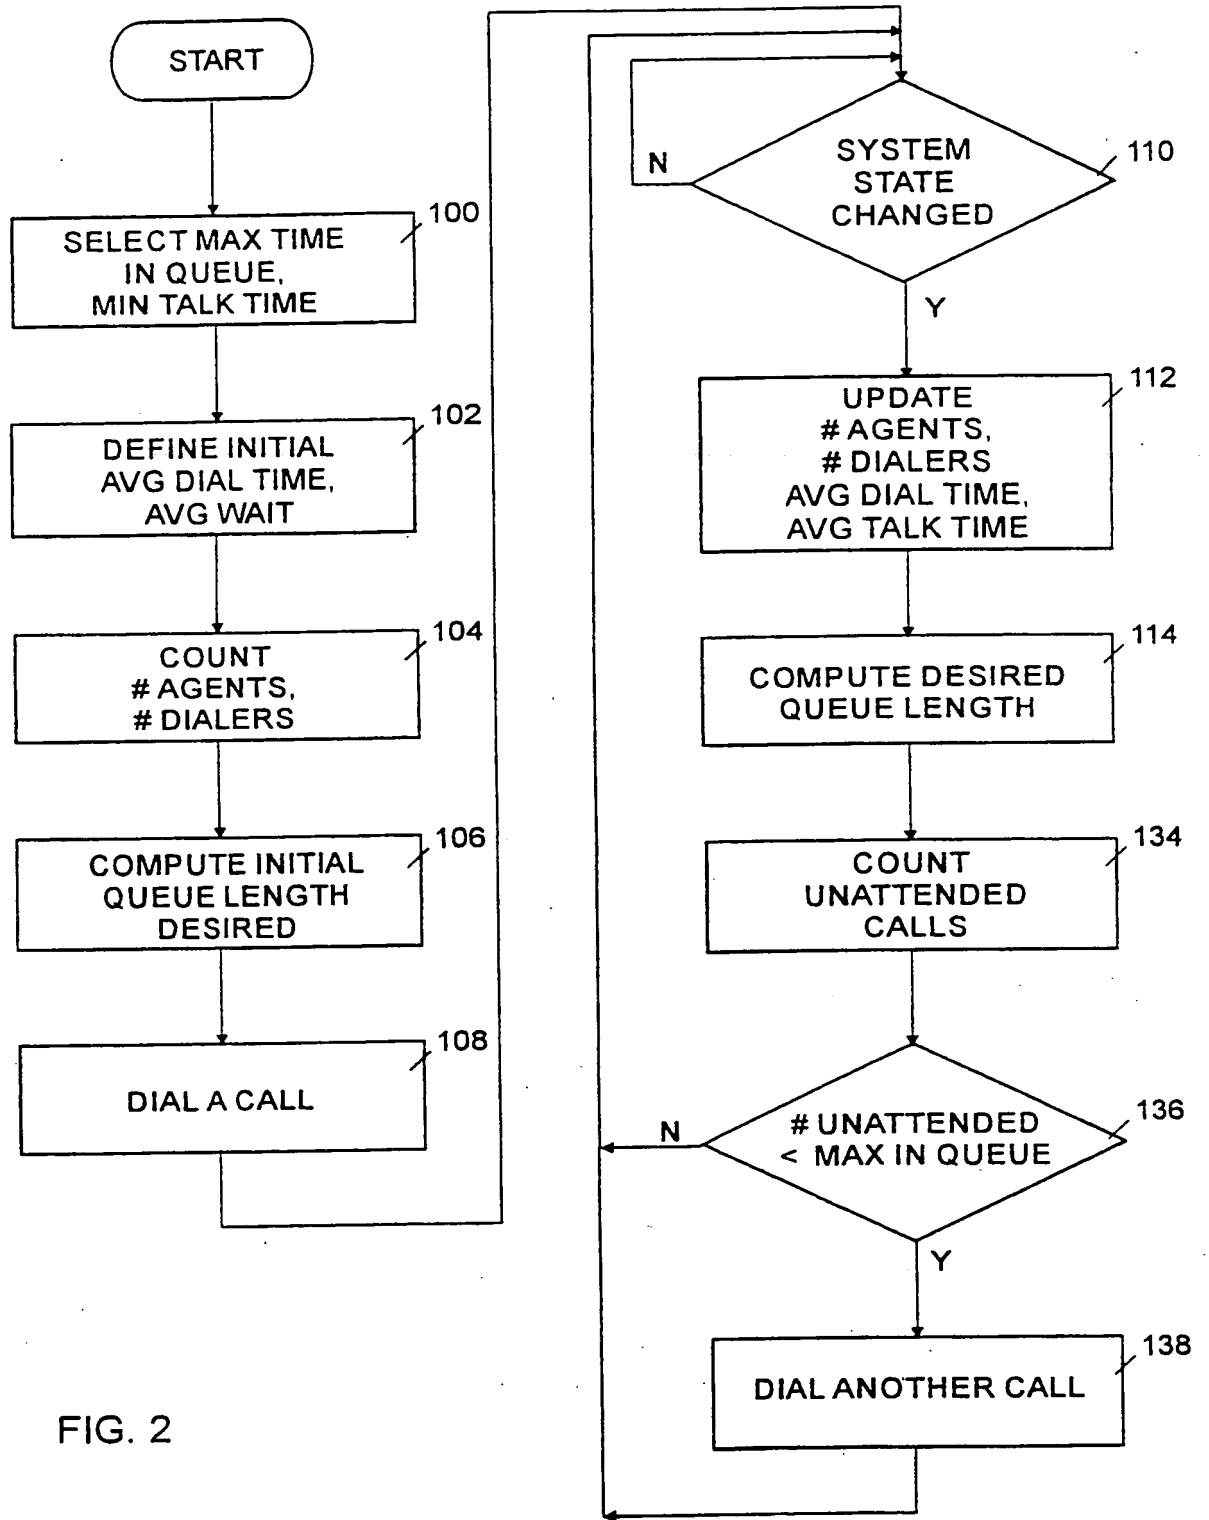 START
100
SELECT MAX TIME
IN QUEUE,
MIN TALK TIME
102
DEFINE INITIAL
AVG DIAL TIME,
AVG WAIT
104
COUNT
# AGENTS,
# DIALERS
106
COMPUTE INITIAL
QUEUE LENGTH
DESIRED
108
DIAL A CALL
110
SYSTEM
STATE
CHANGED
N
Y
112
UPDATE
# AGENTS,
# DIALERS
AVG DIAL TIME,
AVG TALK TIME
114
COMPUTE DESIRED
QUEUE LENGTH
134
COUNT
UNATTENDED
CALLS
136
# UNATTENDED
< MAX IN QUEUE
N
Y
138
DIAL ANOTHER CALL
FIG. 2